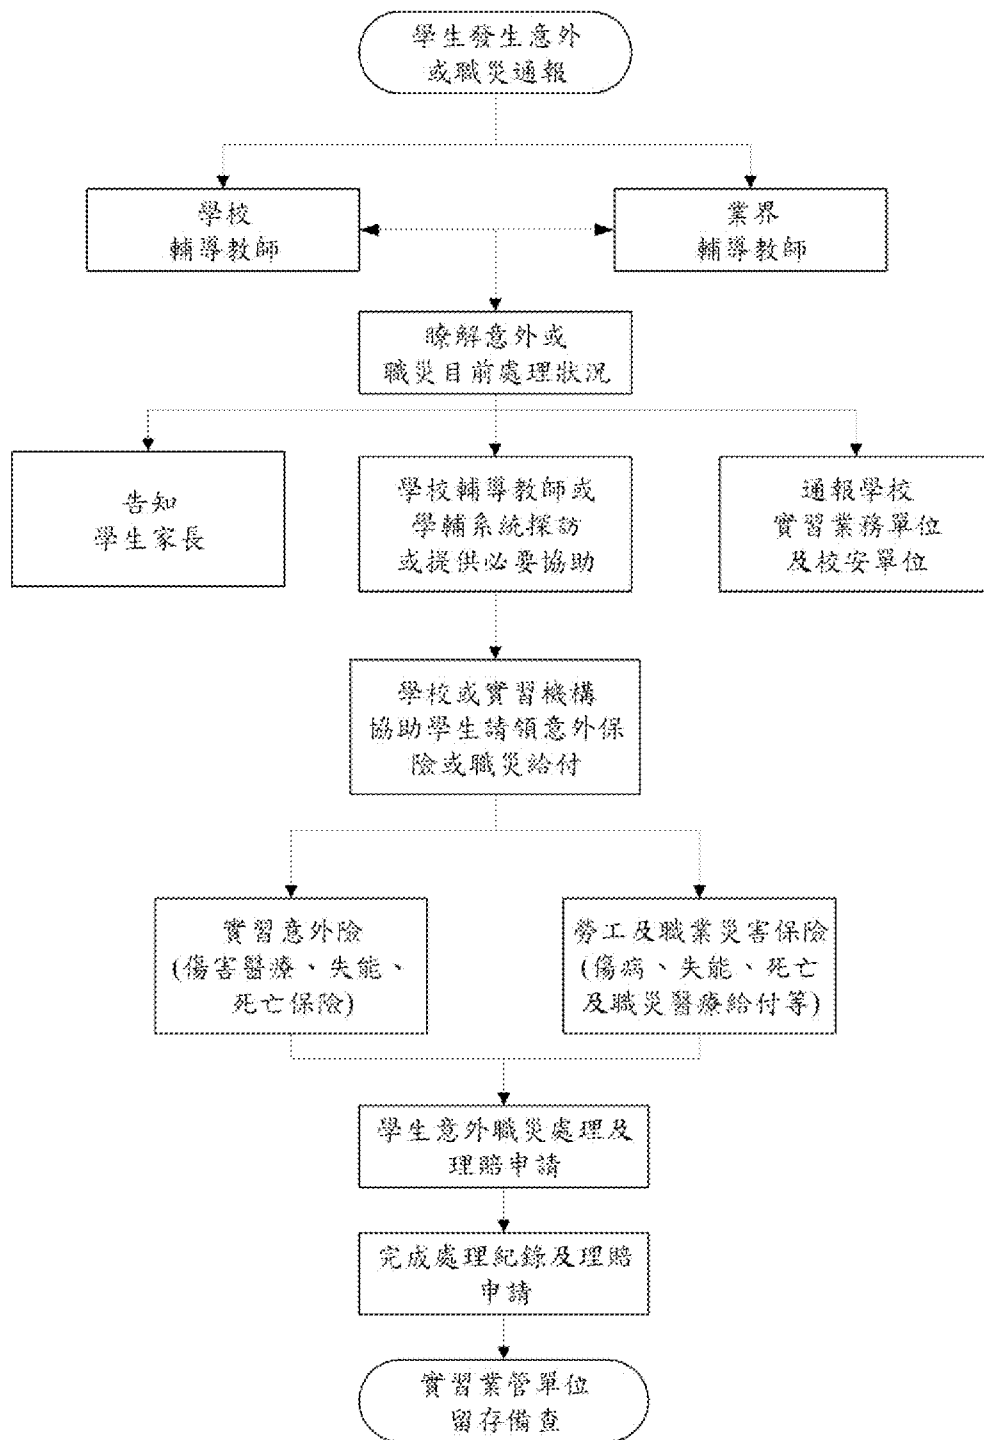 學生發生意外
或職災通報
學校
輔導教師
業界
輔導教師
瞭解意外或
職災目前處理狀況
告知
學生家長
學校輔導教師或
學輔系統探訪
或提供必要協助
通報學校
實習業務單位
及校安單位
學校或實習機構
協助學生請領意外保
險或職災給付
實習意外險
(傷害醫療、失能、
死亡保險)
勞工及職業災害保險
(傷病、失能、死亡
及職災醫療給付等)
學生意外職災處理及
理賠申請
完成處理紀錄及理賠
申請
實習業管單位
留存備查